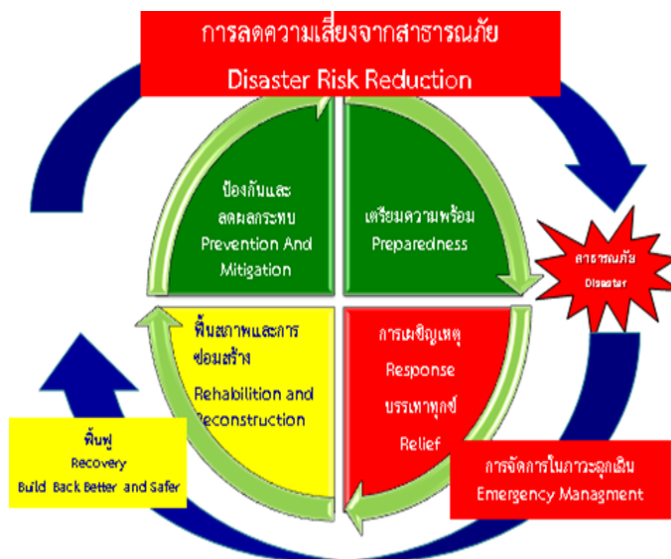 การลดความเสี่ยงจากสาธารณภัย
Disaster Risk Reduction
ป้องกันและ
ลดผลกระทบ
Prevention And
Mitigation
เตรียมความพร้อม
Preparedness
สาธารณภัย
Disaster
ฟื้นสภาพและการ
ซ่อมสร้าง
Rehabilition and
Reconstruction
การเผชิญเหตุ
Response
บรรเทาทุกข์
Relief
ฟื้นฟู
Recovery
Build Back Better and Safer
การจัดการในภาวะฉุกเฉิน
Emergency Managment